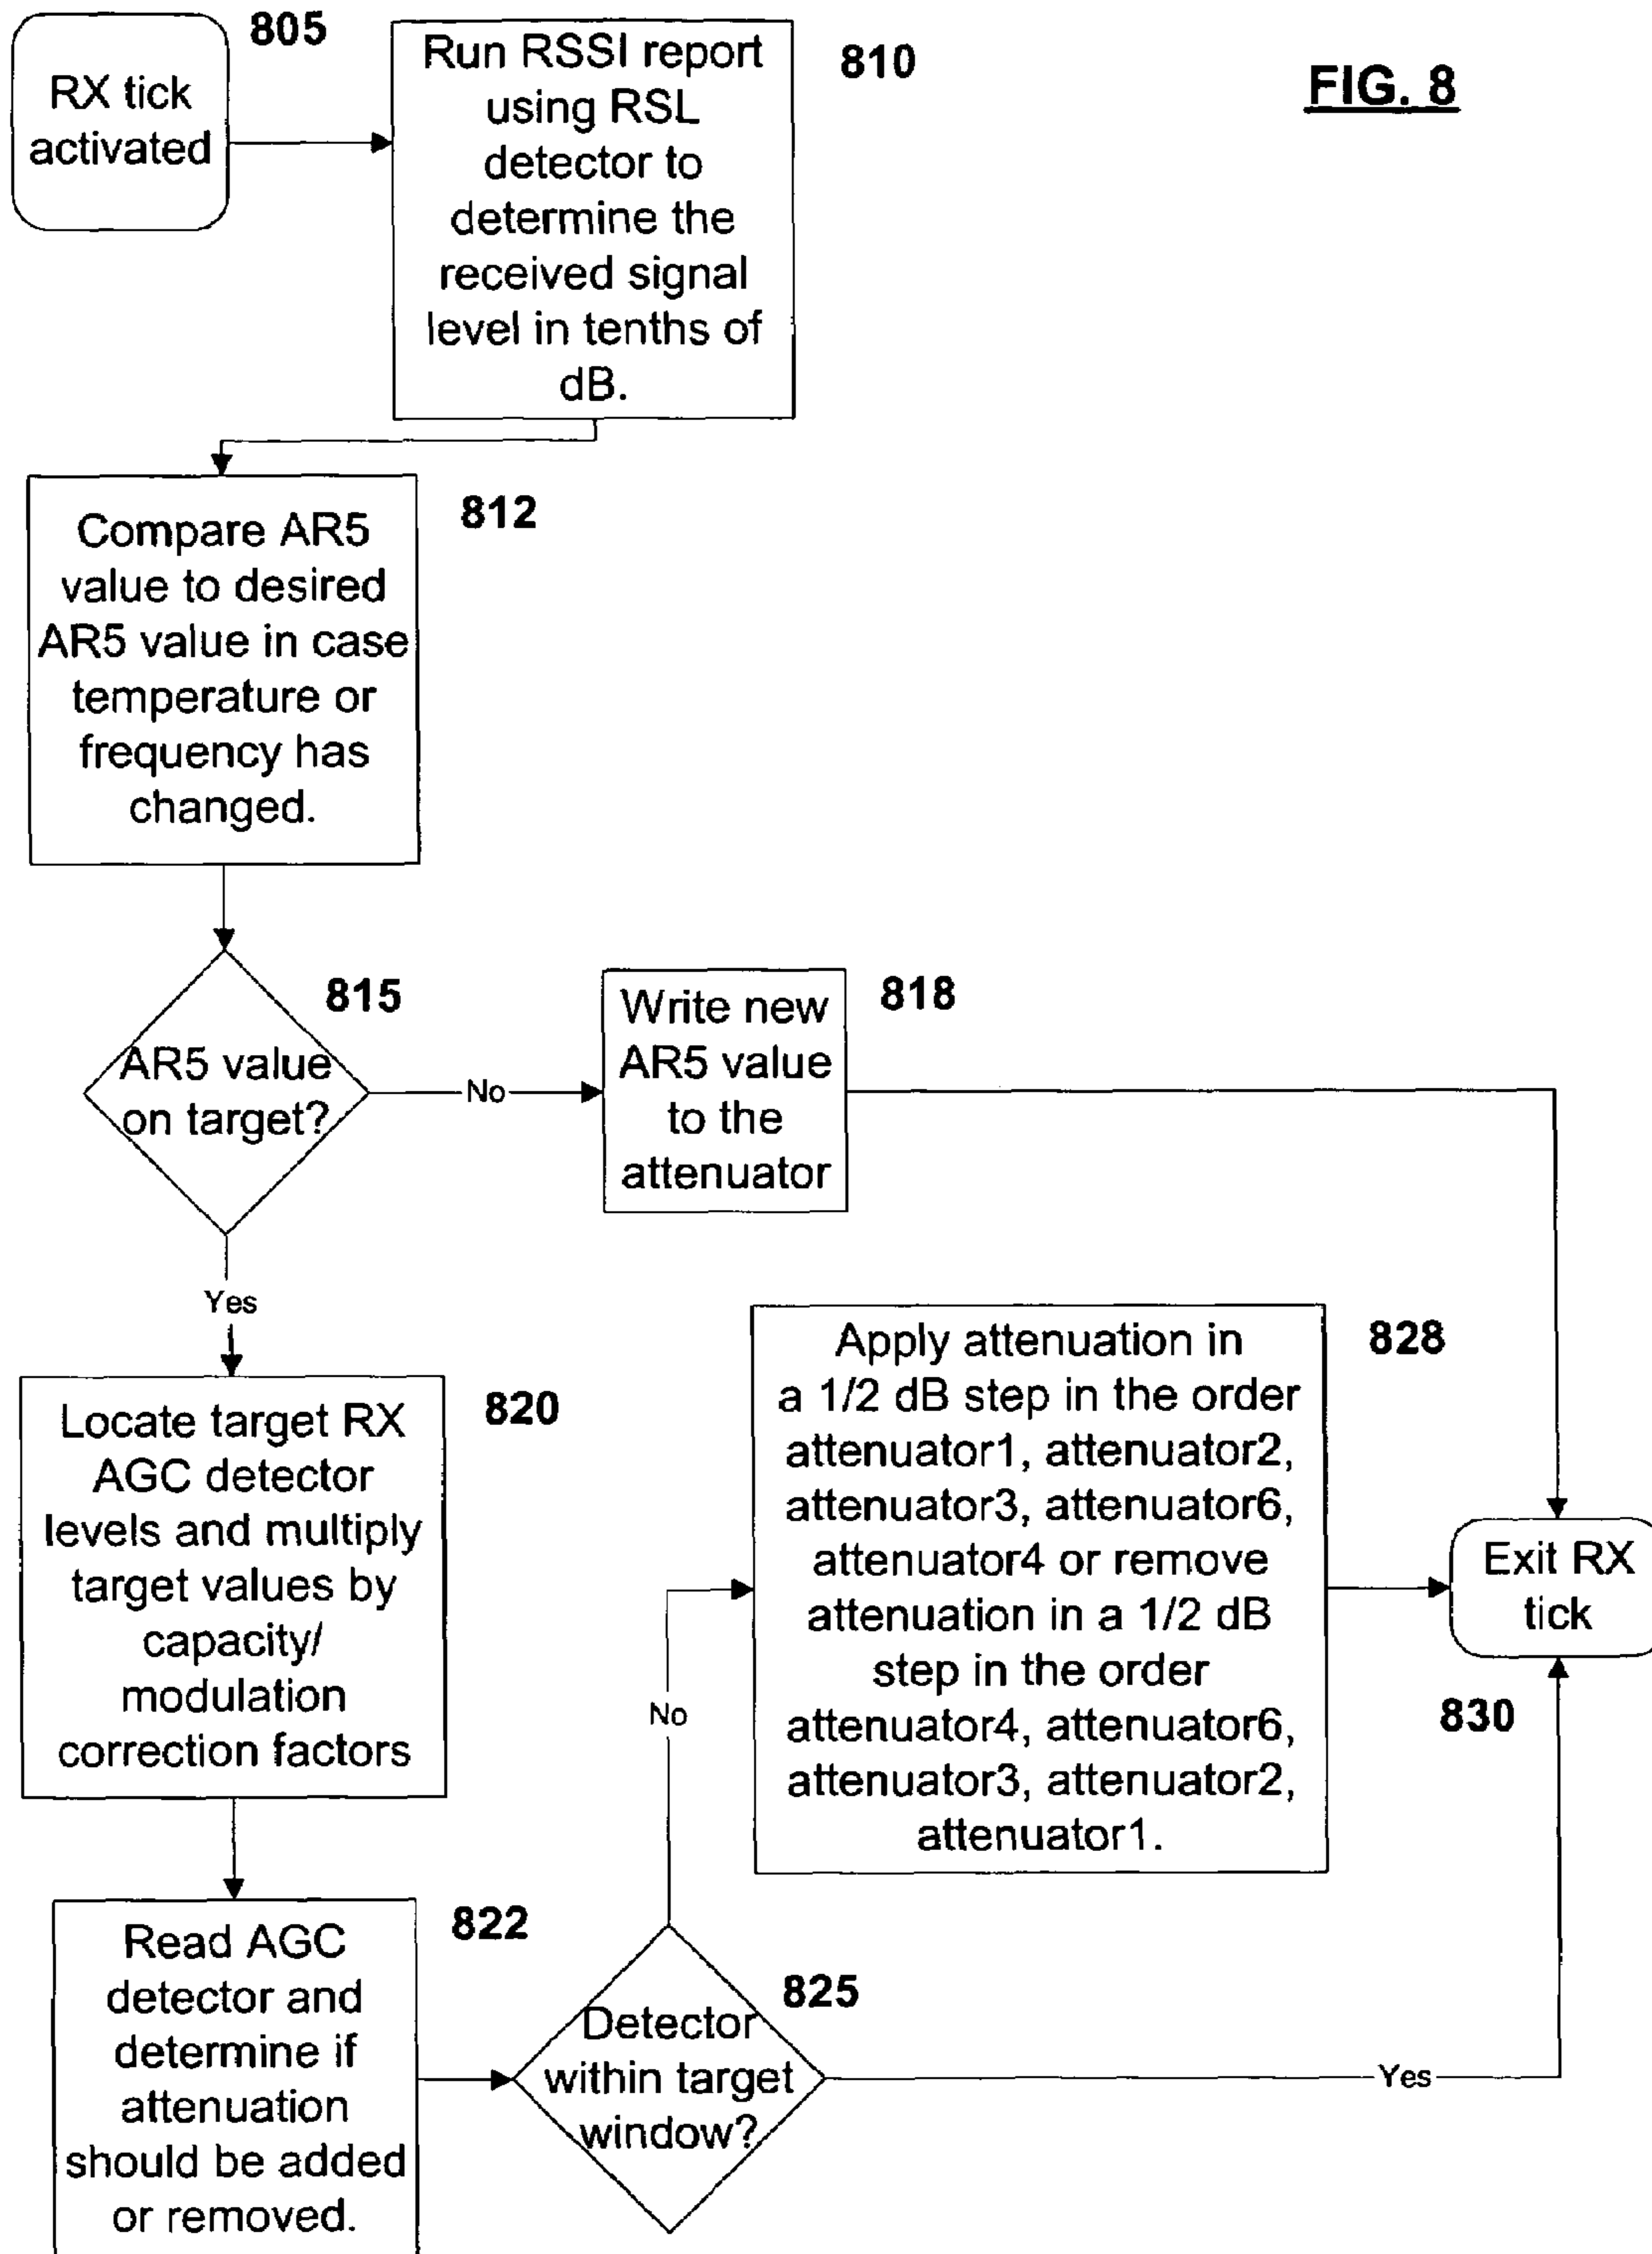 805
RX tick
activated
Run RSSI report
using RSL
detector to
determine the
received signal
level in tenths of
dB.
810
FIG. 8
Compare AR5
value to desired
AR5 value in case
temperature or
frequency has
changed.
812
AR5 value
on target?
815
No
Write new
AR5 value
to the
attenuator
818
Yes
Locate target RX
AGC detector
levels and multiply
target values by
capacity/
modulation
correction factors
820
Read AGC
detector and
determine if
attenuation
should be added
or removed.
822
Detector
within target
window?
825
No
Apply attenuation in
a 1/2 dB step in the order
attenuator1, attenuator2,
attenuator3, attenuator6,
attenuator4 or remove
attenuation in a 1/2 dB
step in the order
attenuator4, attenuator6,
attenuator3, attenuator2,
attenuator1.
828
Yes
Exit RX
tick
830